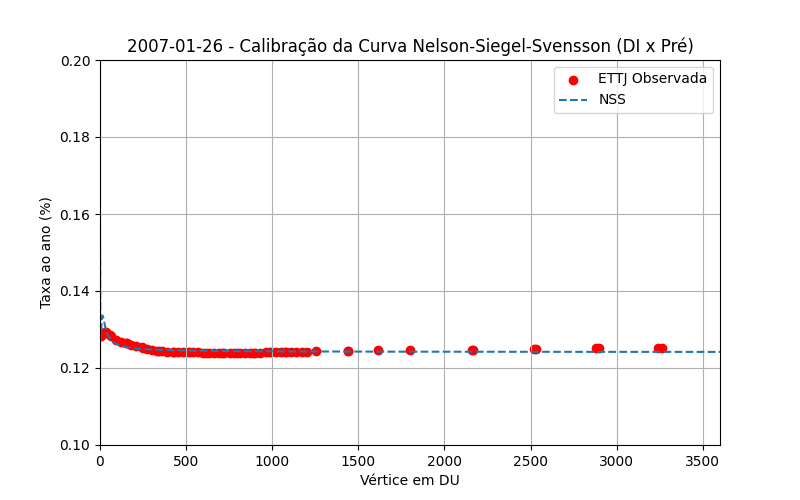 2007-01-26 - Calibração da Curva Nelson-Siegel-Svensson (DI x Pré)
ETTJ Observada
NSS
Taxa ao ano (%)
0.20
0.18
0.16
0.14
0.12
0.10
0 500 1000 1500 2000 2500 3000 3500
Vértice em DU